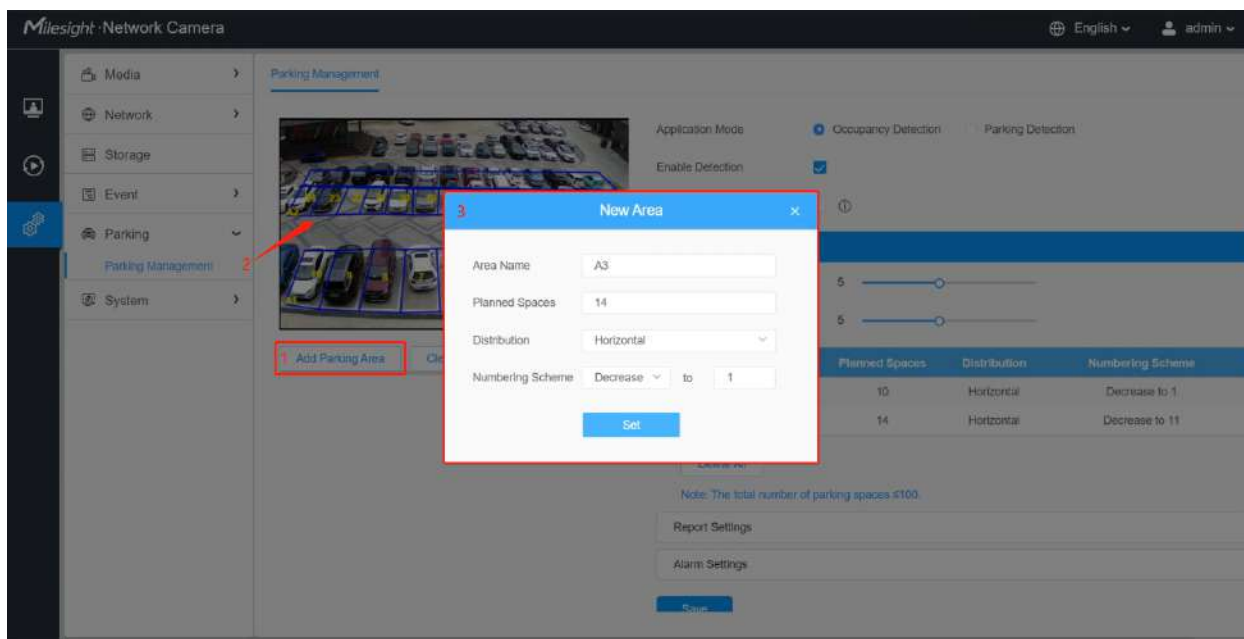 Milesight Network Camera
English
admin
Media
Network
Storage
Event
Parking
Parking Management
System
Parking Management
2
1 Add Parking Area
Application Mode
Occupancy Detection
Parking Detection
Enable Detection
3 New Area
Area Name A3
Planned Spaces 14
Distribution Horizontal
Numbering Scheme Decrease to 1
Set
5
5
Planned Spaces Distribution Numbering Scheme
10 Horizontal Decrease to 1
14 Horizontal Decrease to 11
Note: The total number of parking spaces ≤100.
Report Settings
Alarm Settings
Save